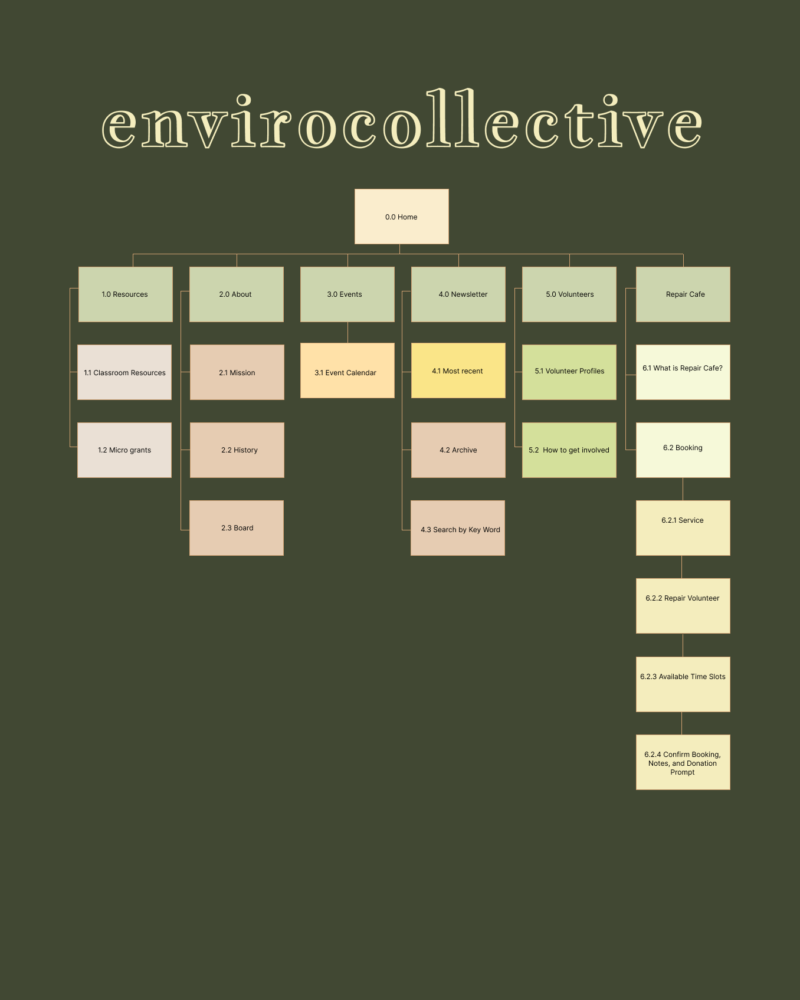 envirocollective
0.0 Home
1.0 Resources
2.0 About
3.0 Events
4.0 Newsletter
5.0 Volunteers
Repair Cafe
1.1 Classroom Resources
2.1 Mission
3.1 Event Calendar
4.1 Most recent
5.1 Volunteer Profiles
6.1 What is Repair Cafe?
1.2 Micro grants
2.2 History
4.2 Archive
5.2  How to get involved
6.2 Booking
2.3 Board
4.3 Search by Key Word
6.2.1 Service
6.2.2 Repair Volunteer
6.2.3 Available Time Slots
6.2.4 Confirm Booking,
Notes, and Donation
Prompt